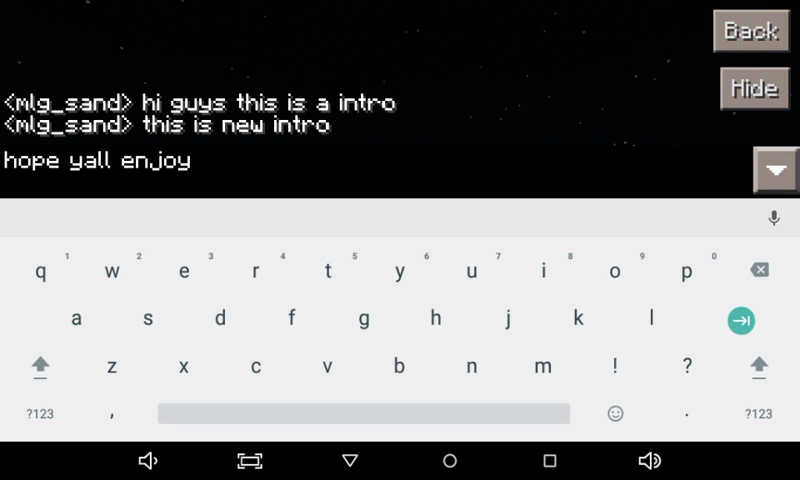 Back
Hide
<mlg_sand> hi guys this is a intro
<mlg_sand> this is new intro
hope yall enjoy
1 2 3 4 5 6 7 8 9 0
q w e r t y u i o p
a s d f g h j k l
z x c v b n m ! ?
?123 , . ?123